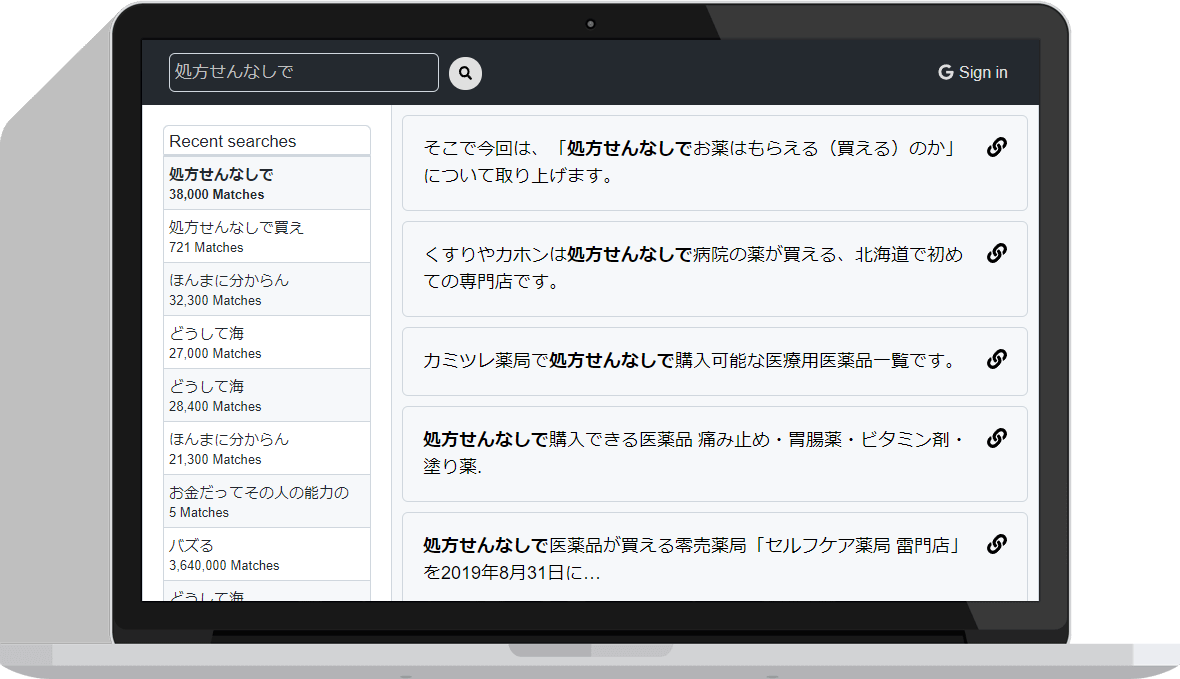 処方せんなしで
G Sign in
Recent searches
処方せんなしで
38,000 Matches
処方せんなしで買え
721 Matches
ほんまに分からん
32,300 Matches
どうして海
27,000 Matches
どうして海
28,400 Matches
ほんまに分からん
21,300 Matches
お金だってその人の能力の
5 Matches
バズる
3,640,000 Matches
どうして海
そこで今回は、「処方せんなしでお薬はもらえる（買える）のか」
について取り上げます。
くすりやカホンは処方せんなしで病院の薬が買える、北海道で初め
ての専門店です。
カミツレ薬局で処方せんなしで購入可能な医療用医薬品一覧です。
処方せんなしで購入できる医薬品 痛み止め・胃腸薬・ビタミン剤・
塗り薬.
処方せんなしで医薬品が買える零売薬局「セルフケア薬局 雷門店」
を2019年8月31日に…